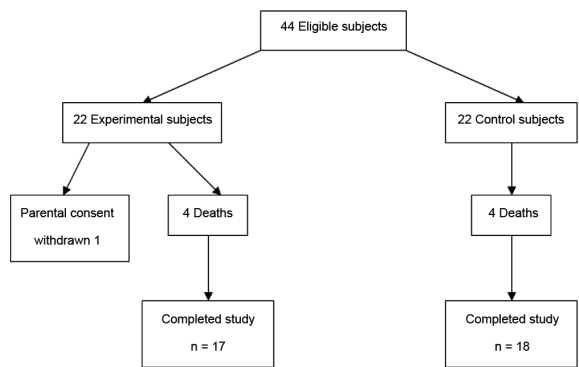 44 Eligible subjects
22 Experimental subjects
22 Control subjects
Parental consent
withdrawn 1
4 Deaths
4 Deaths
Completed study
n = 17
Completed study
n = 18